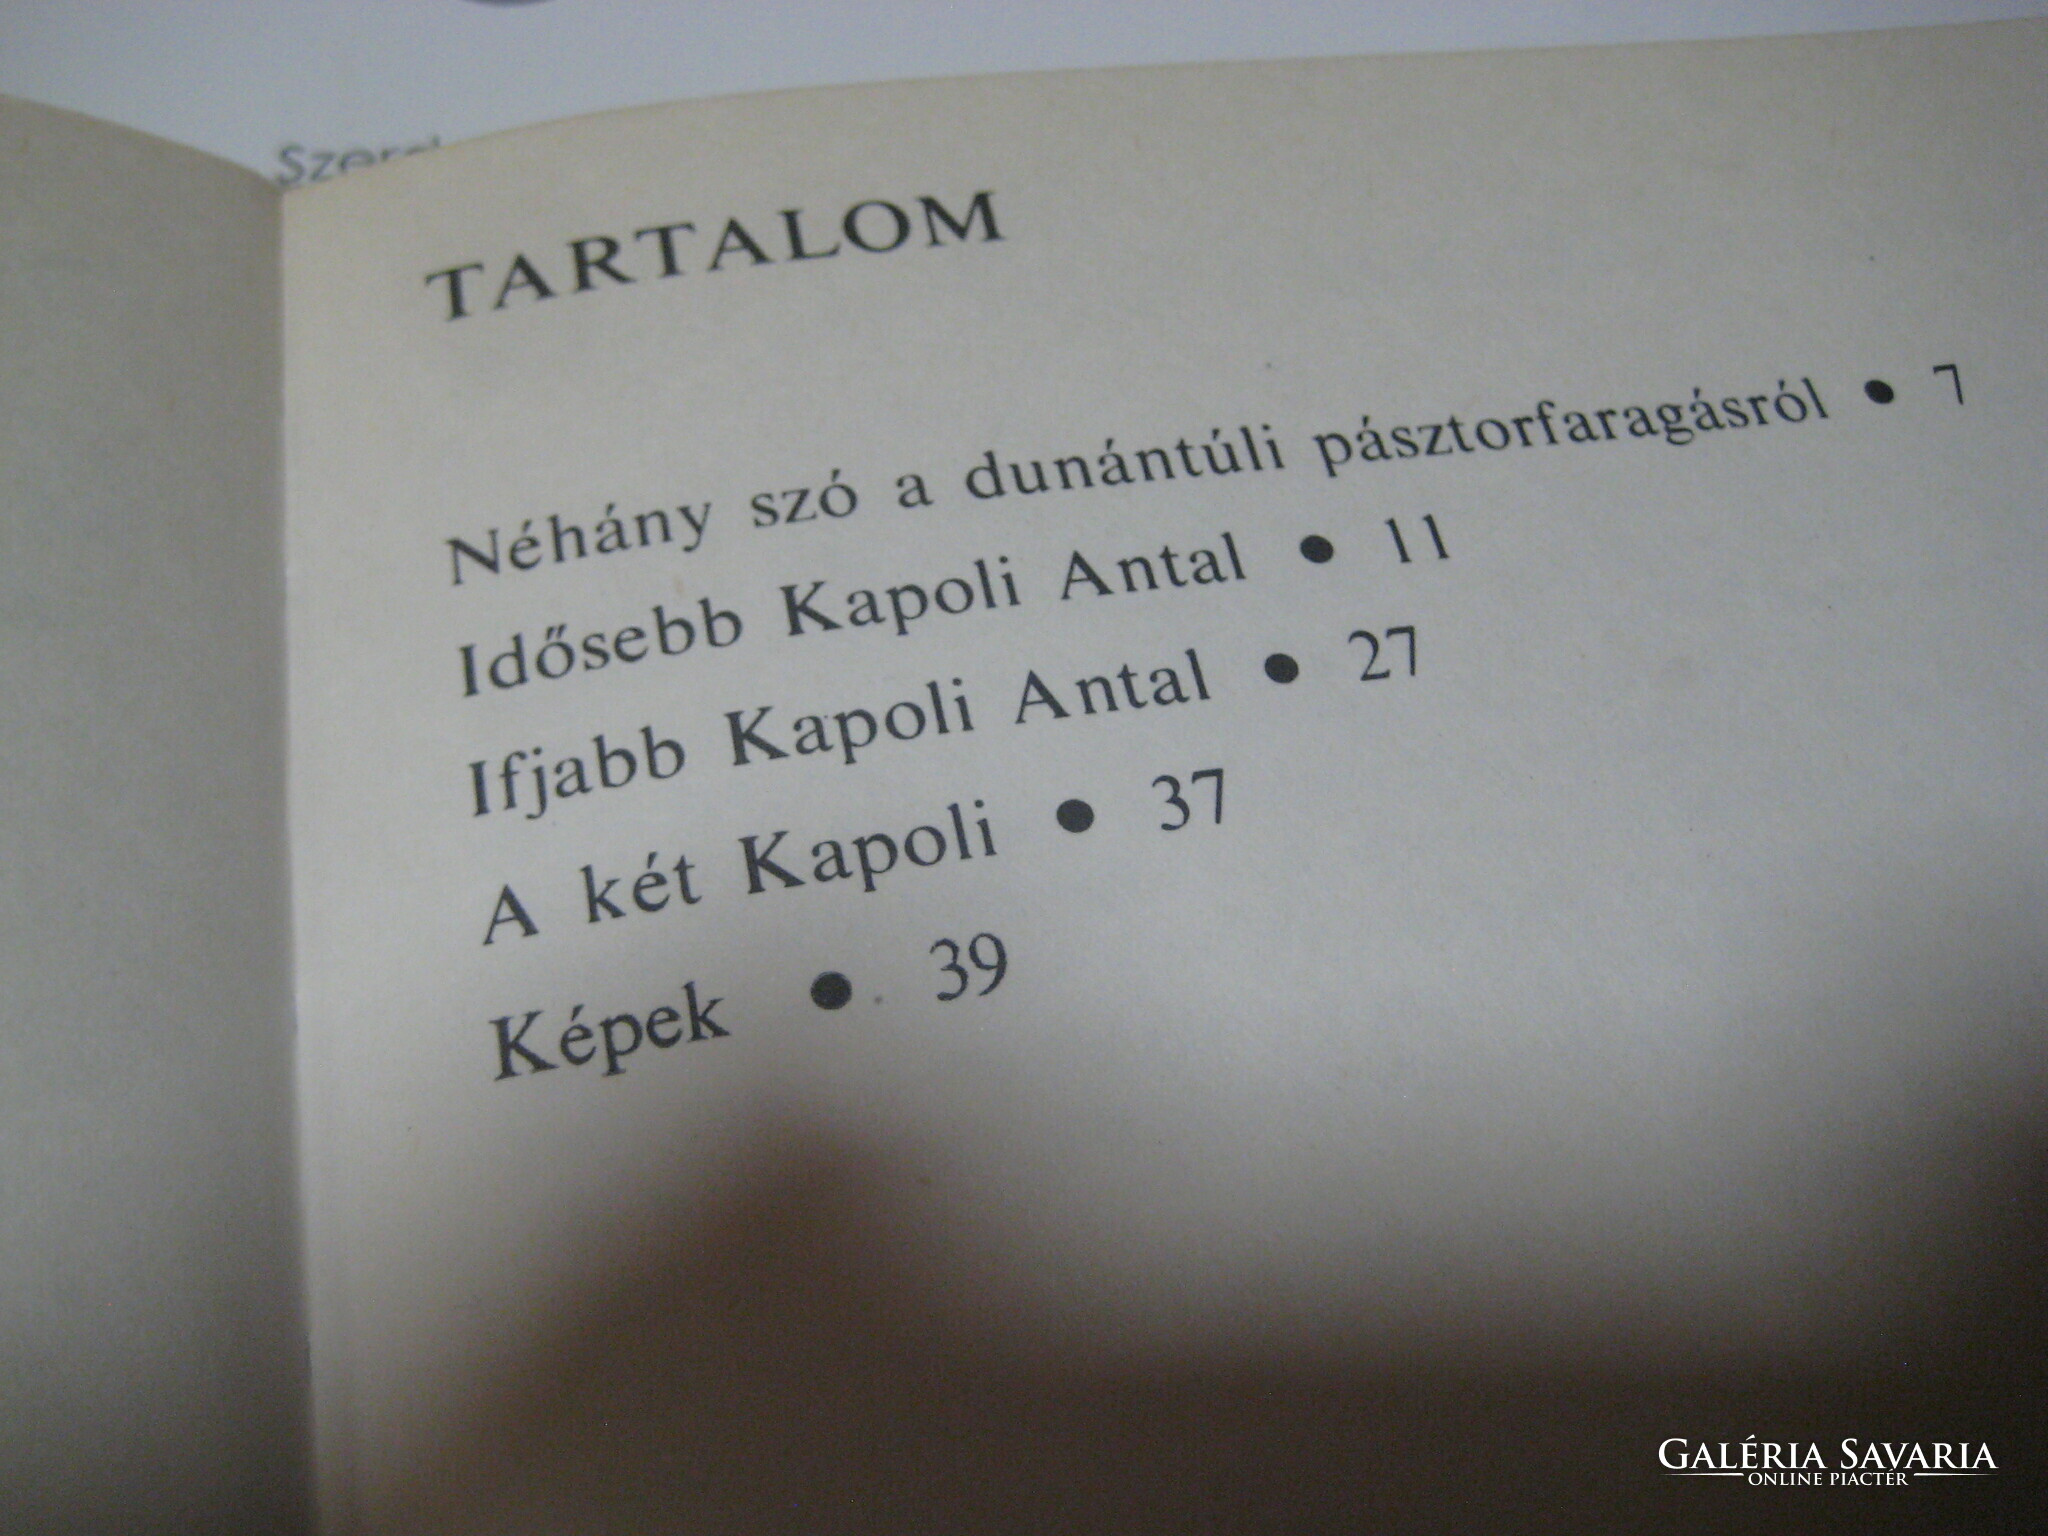 TARTALOM
Néhány szó a dunántúli pásztorfaragásról • 7
Idősebb Kapoli Antal • 11
Ifjabb Kapoli Antal • 27
A két Kapoli • 37
Képek • 39
GALÉRIA SAVARIA
ONLINE PIACTÉR